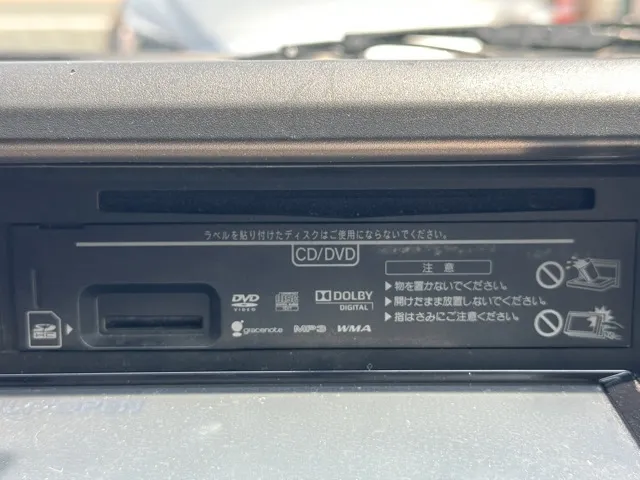 ラベルを貼り付けたディスクはご使用にならないでください。
CD/DVD
注意
▶物を置かないでください。
▶開けたまま放置しないでください。
▶指はさみにご注意ください。
DVD
VIDEO
DOLBY
DIGITAL
SD
HC
gracenote
MP3
WMA